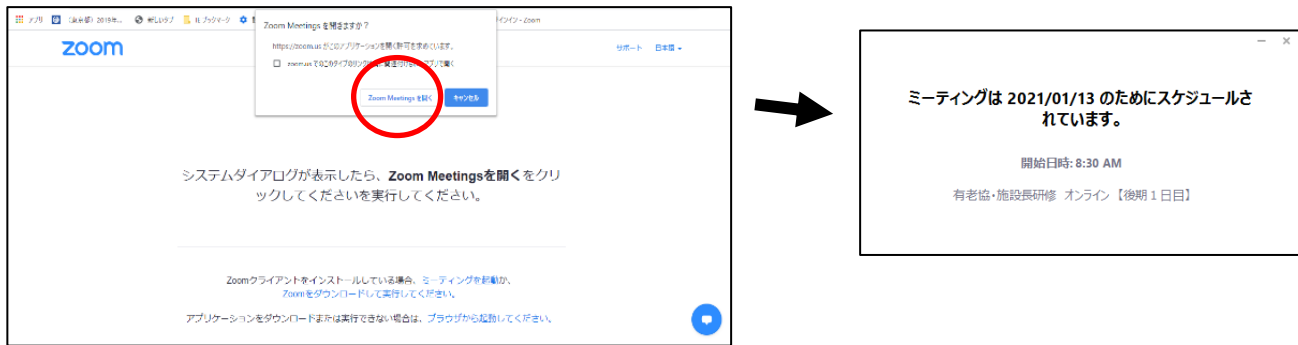 アプリ
Zoom Meetings を開きますか?
インイン - Zoom
https://zoom.us がこのアプリケーションを開く許可を求めています。
zoom
サポート 日本語
Zoom Meetings を開く キャンセル
システムダイアログが表示したら、Zoom Meetingsを開くをクリ
ックしてくださいを実行してください。
Zoomクライアントをインストールしている場合、ミーティングを起動か、
Zoomをダウンロードして実行してください。
アプリケーションをダウンロードまたは実行できない場合は、ブラウザから起動してください。
ミーティングは 2021/01/13 のためにスケジュールさ
れています。
開始日時: 8:30 AM
有老協・施設長研修 オンライン【後期1日目】